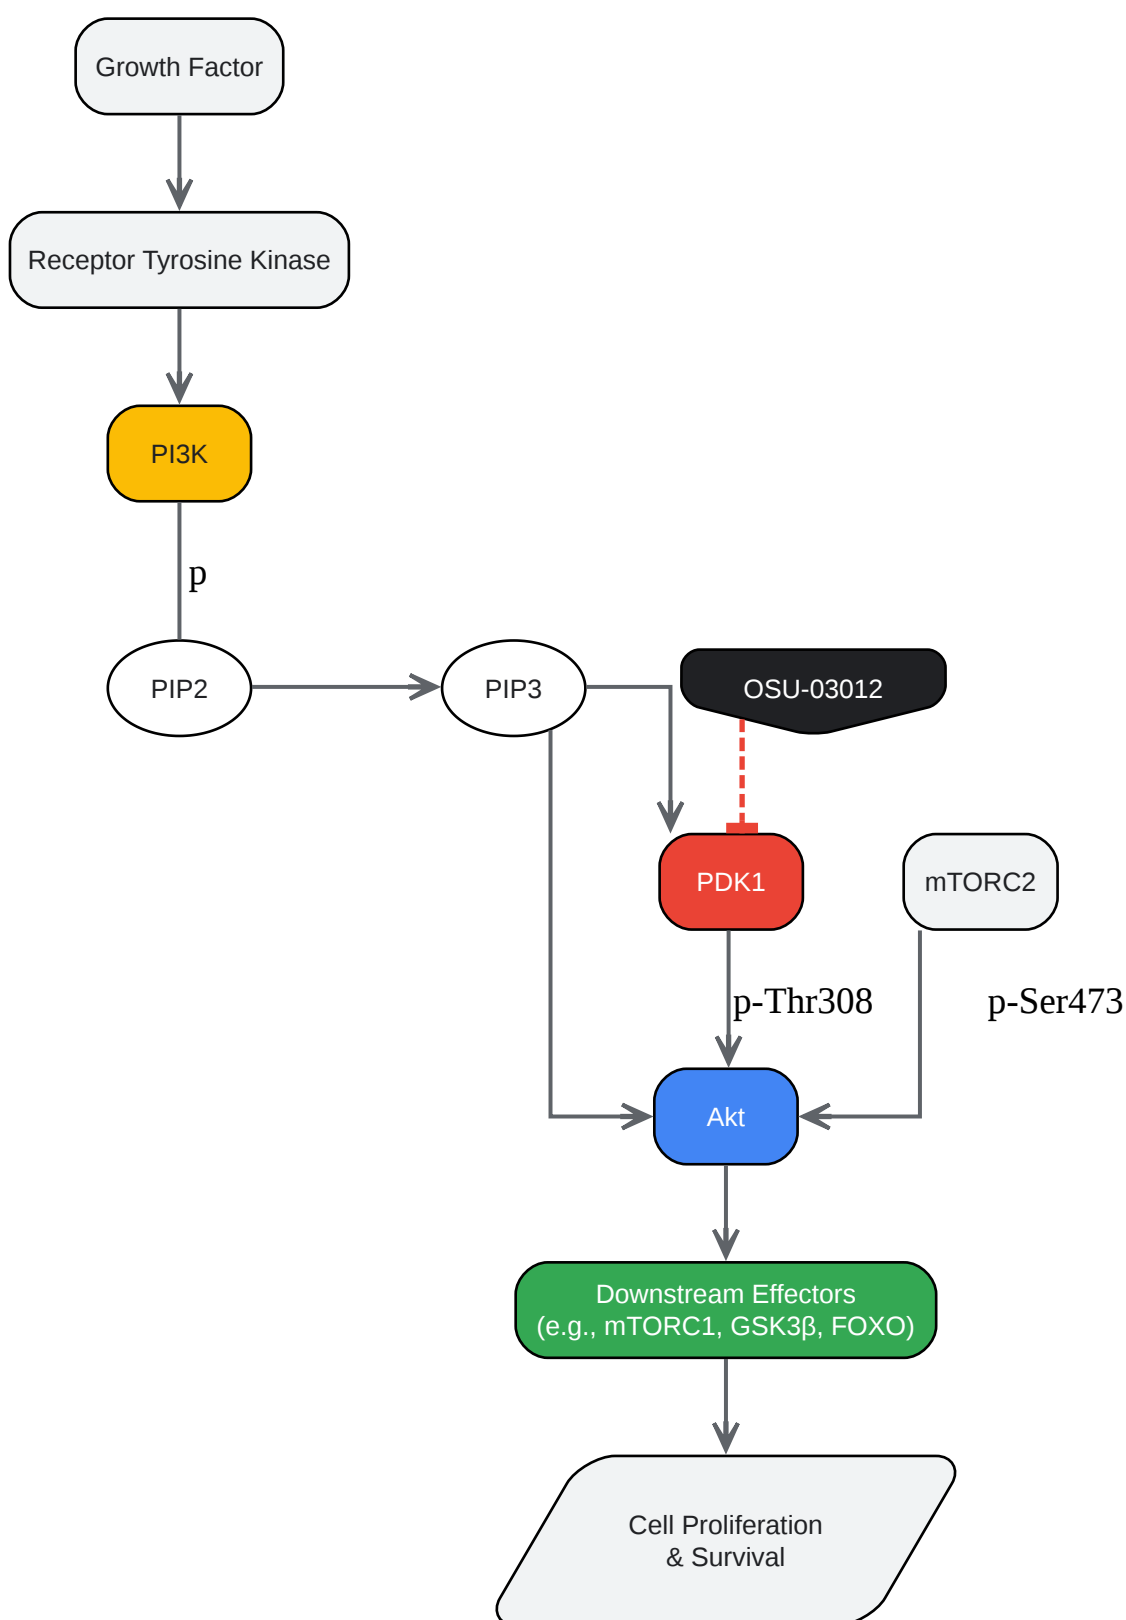 Growth Factor
Receptor Tyrosine Kinase
PI3K
p
PIP2
PIP3
OSU-03012
PDK1
mTORC2
p-Thr308
p-Ser473
Akt
Downstream Effectors
(e.g., mTORC1, GSK3β, FOXO)
Cell Proliferation
& Survival